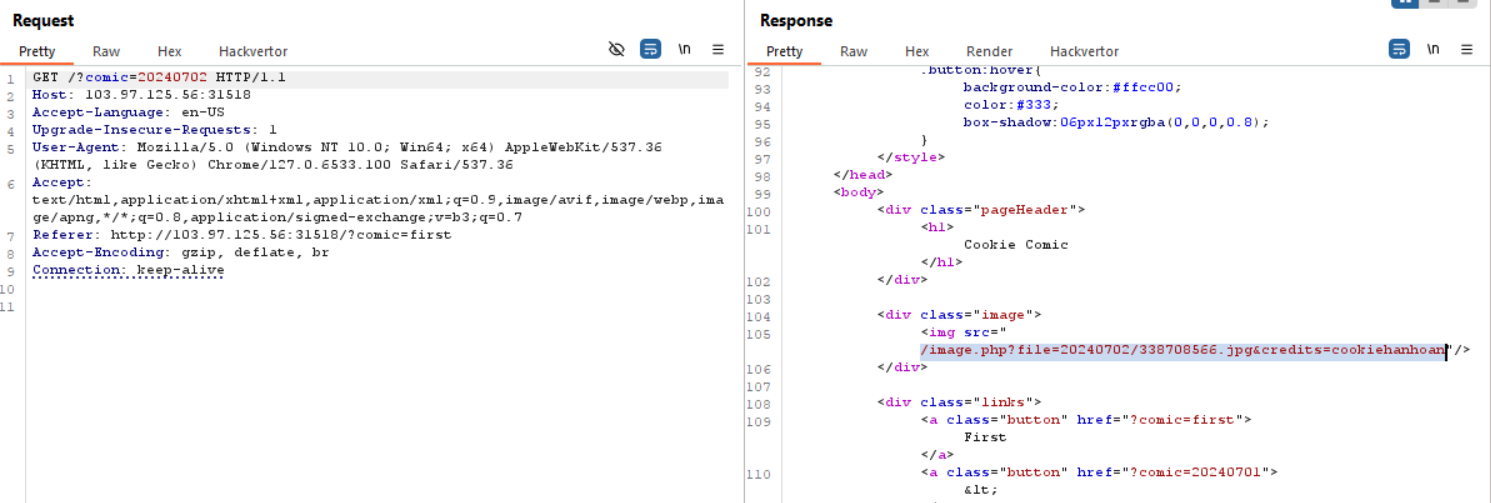 Request
Pretty Raw Hex Hackvertor \n
1 GET /?comic=20240702 HTTP/1.1
2 Host: 103.97.125.56:31518
3 Accept-Language: en-US
4 Upgrade-Insecure-Requests: 1
5 User-Agent: Mozilla/5.0 (Windows NT 10.0; Win64; x64) AppleWebKit/537.36
(KHTML, like Gecko) Chrome/127.0.6533.100 Safari/537.36
6 Accept:
text/html,application/xhtml+xml,application/xml;q=0.9,image/avif,image/webp,ima
ge/apng,*/*;q=0.8,application/signed-exchange;v=b3;q=0.7
7 Referer: http://103.97.125.56:31518/?comic=first
8 Accept-Encoding: gzip, deflate, br
9 Connection: keep-alive
10
11
Response
Pretty Raw Hex Render Hackvertor \n
92 .button:hover{
93 background-color:#ffcc00;
94 color:#333;
95 box-shadow:06px12pxrgba(0,0,0,0.8);
96 }
97 </style>
98 </head>
99 <body>
100 <div class="pageHeader">
101 <h1>
Cookie Comic
</h1>
102 </div>
103
104 <div class="image">
105 <img src="
/image.php?file=20240702/338708566.jpg&credits=cookiehanhoan"/>
106 </div>
107
108 <div class="links">
109 <a class="button" href="?comic=first">
First
</a>
110 <a class="button" href="?comic=20240701">
&lt;